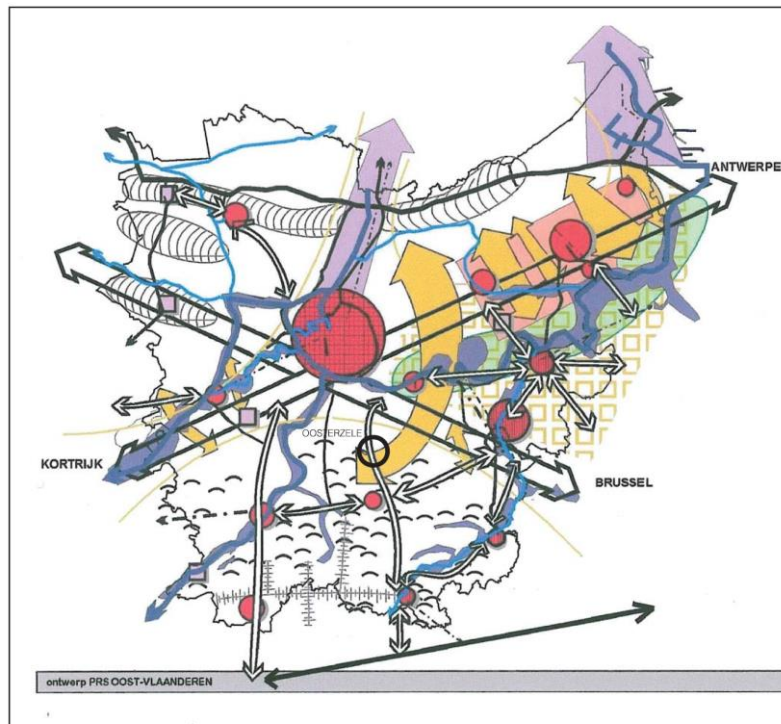 ANTWERPE
OOSTERZELE
KORTRIJK
BRUSSEL
ontwerp PRS OOST-VLAANDEREN